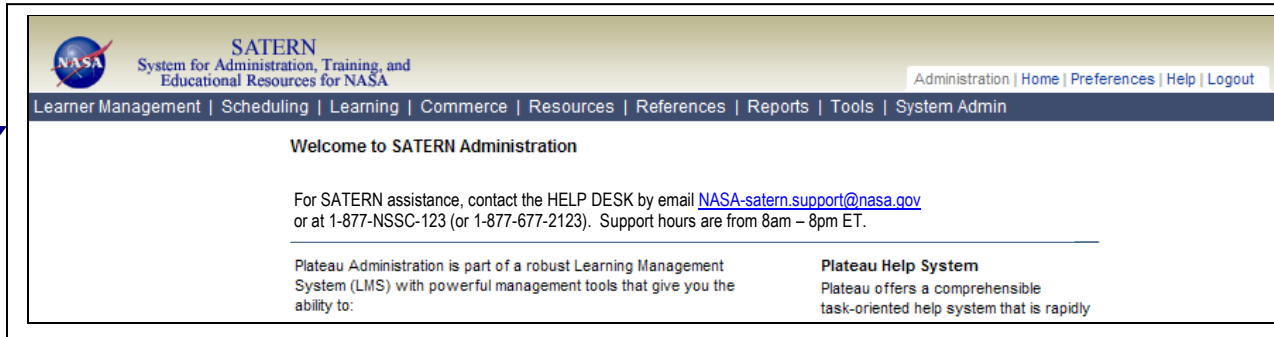 NASA
SATERN
System for Administration, Training, and
Educational Resources for NASA
Administration | Home | Preferences | Help | Logout
Learner Management | Scheduling | Learning | Commerce | Resources | References | Reports | Tools | System Admin
Welcome to SATERN Administration
For SATERN assistance, contact the HELP DESK by email NASA-satern.support@nasa.gov
or at 1-877-NSSC-123 (or 1-877-677-2123). Support hours are from 8am – 8pm ET.
Plateau Administration is part of a robust Learning Management
System (LMS) with powerful management tools that give you the
ability to:
Plateau Help System
Plateau offers a comprehensible
task-oriented help system that is rapidly